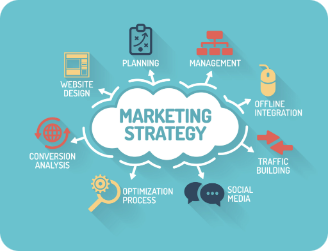 PLANNING
MANAGEMENT
WEBSITE
DESIGN
OFFLINE
INTEGRATION
MARKETING
STRATEGY
CONVERSION
ANALYSIS
TRAFFIC
BUILDING
OPTIMIZATION
PROCESS
SOCIAL
MEDIA